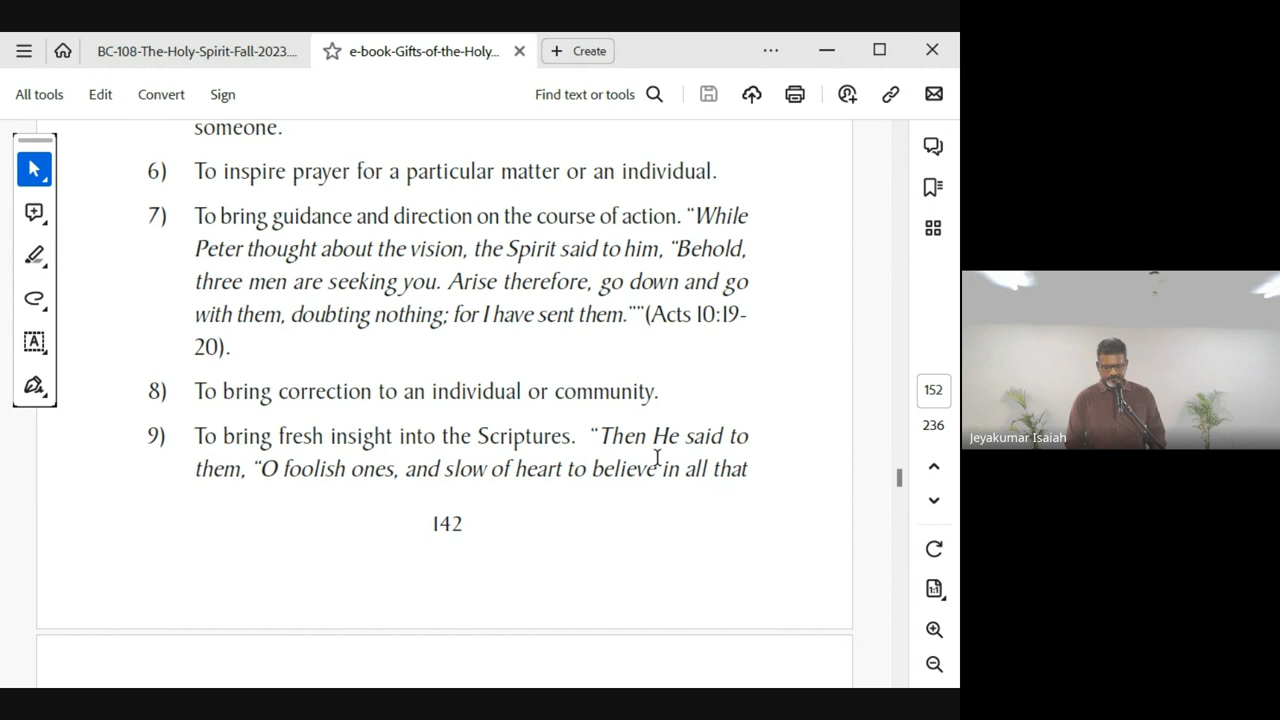 BC-108-The-Holy-Spirit-Fall-2023....
e-book-Gifts-of-the-Holy...
Create
All tools
Edit
Convert
Sign
Find text or tools
someone.
6) To inspire prayer for a particular matter or an individual.
7) To bring guidance and direction on the course of action. “While
Peter thought about the vision, the Spirit said to him, “Behold,
three men are seeking you. Arise therefore, go down and go
with them, doubting nothing; for I have sent them.””(Acts 10:19-
20).
8) To bring correction to an individual or community.
9) To bring fresh insight into the Scriptures. “Then He said to
them, “O foolish ones, and slow of heart to believe in all that
142
152
236
Jeyakumar Isaiah